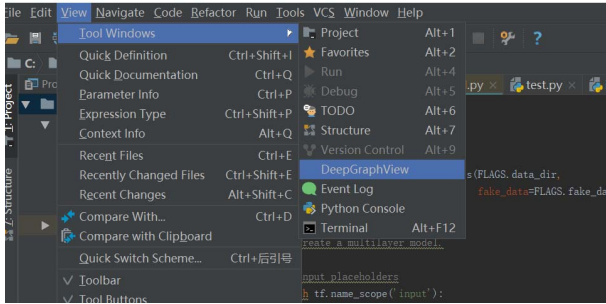 File Edit View Navigate Code Refactor Run Tools VCS Window Help
Tool Windows
Quick Definition Ctrl+Shift+I
Quick Documentation Ctrl+Q
Parameter Info Ctrl+P
Expression Type Ctrl+Shift+P
Context Info Alt+Q
Recent Files Ctrl+E
Recently Changed Files Ctrl+Shift+E
Recent Changes Alt+Shift+C
Compare With... Ctrl+D
Compare with Clipboard
Quick Switch Scheme... Ctrl+后引号
Toolbar
Tool Buttons
Project Alt+1
Favorites Alt+2
Run Alt+4
Debug Alt+5
TODO Alt+6
Structure Alt+7
Version Control Alt+9
DeepGraphView
Event Log
Python Console
Terminal Alt+F12
C:
Pro
1: Project
Z: Structure
.py
test.py
s(FLAGS.data_dir,
fake_data=FLAGS.fake_da
reate a multilayer model.
nput placeholders
h tf.name_scope('input'):